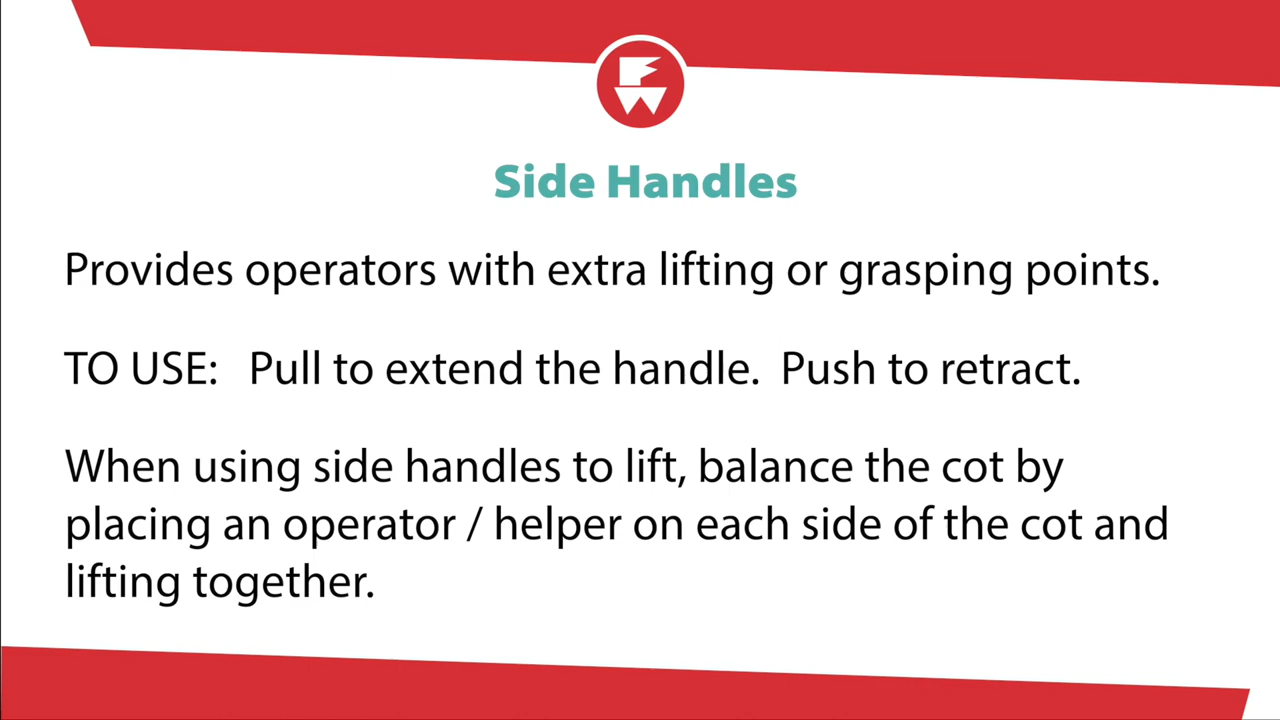 Side Handles
Provides operators with extra lifting or grasping points.
TO USE:   Pull to extend the handle.  Push to retract.
When using side handles to lift, balance the cot by
placing an operator / helper on each side of the cot and
lifting together.